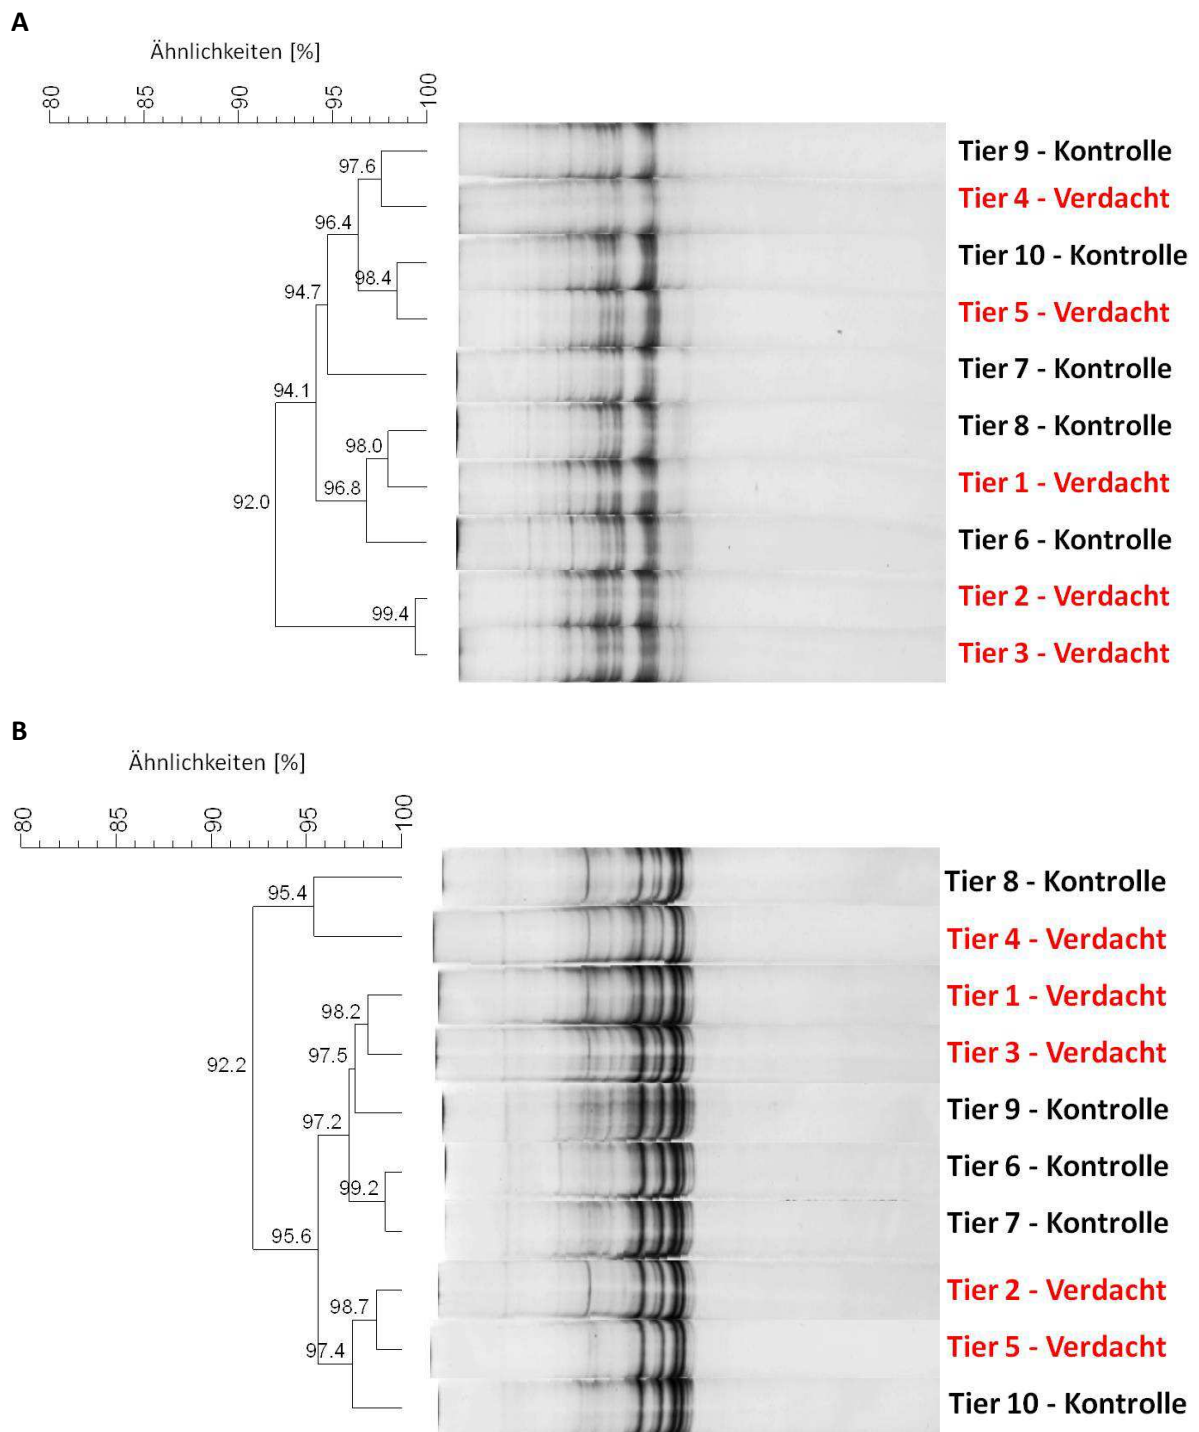 A
Ähnlichkeiten [%]
80 85 90 95 100
97.6
96.4
98.4
94.7
94.1
98.0
96.8
92.0
99.4
Tier 9 - Kontrolle
Tier 4 - Verdacht
Tier 10 - Kontrolle
Tier 5 - Verdacht
Tier 7 - Kontrolle
Tier 8 - Kontrolle
Tier 1 - Verdacht
Tier 6 - Kontrolle
Tier 2 - Verdacht
Tier 3 - Verdacht
B
Ähnlichkeiten [%]
80 85 90 95 100
95.4
98.2
97.5
92.2
97.2
99.2
95.6
98.7
97.4
Tier 8 - Kontrolle
Tier 4 - Verdacht
Tier 1 - Verdacht
Tier 3 - Verdacht
Tier 9 - Kontrolle
Tier 6 - Kontrolle
Tier 7 - Kontrolle
Tier 2 - Verdacht
Tier 5 - Verdacht
Tier 10 - Kontrolle